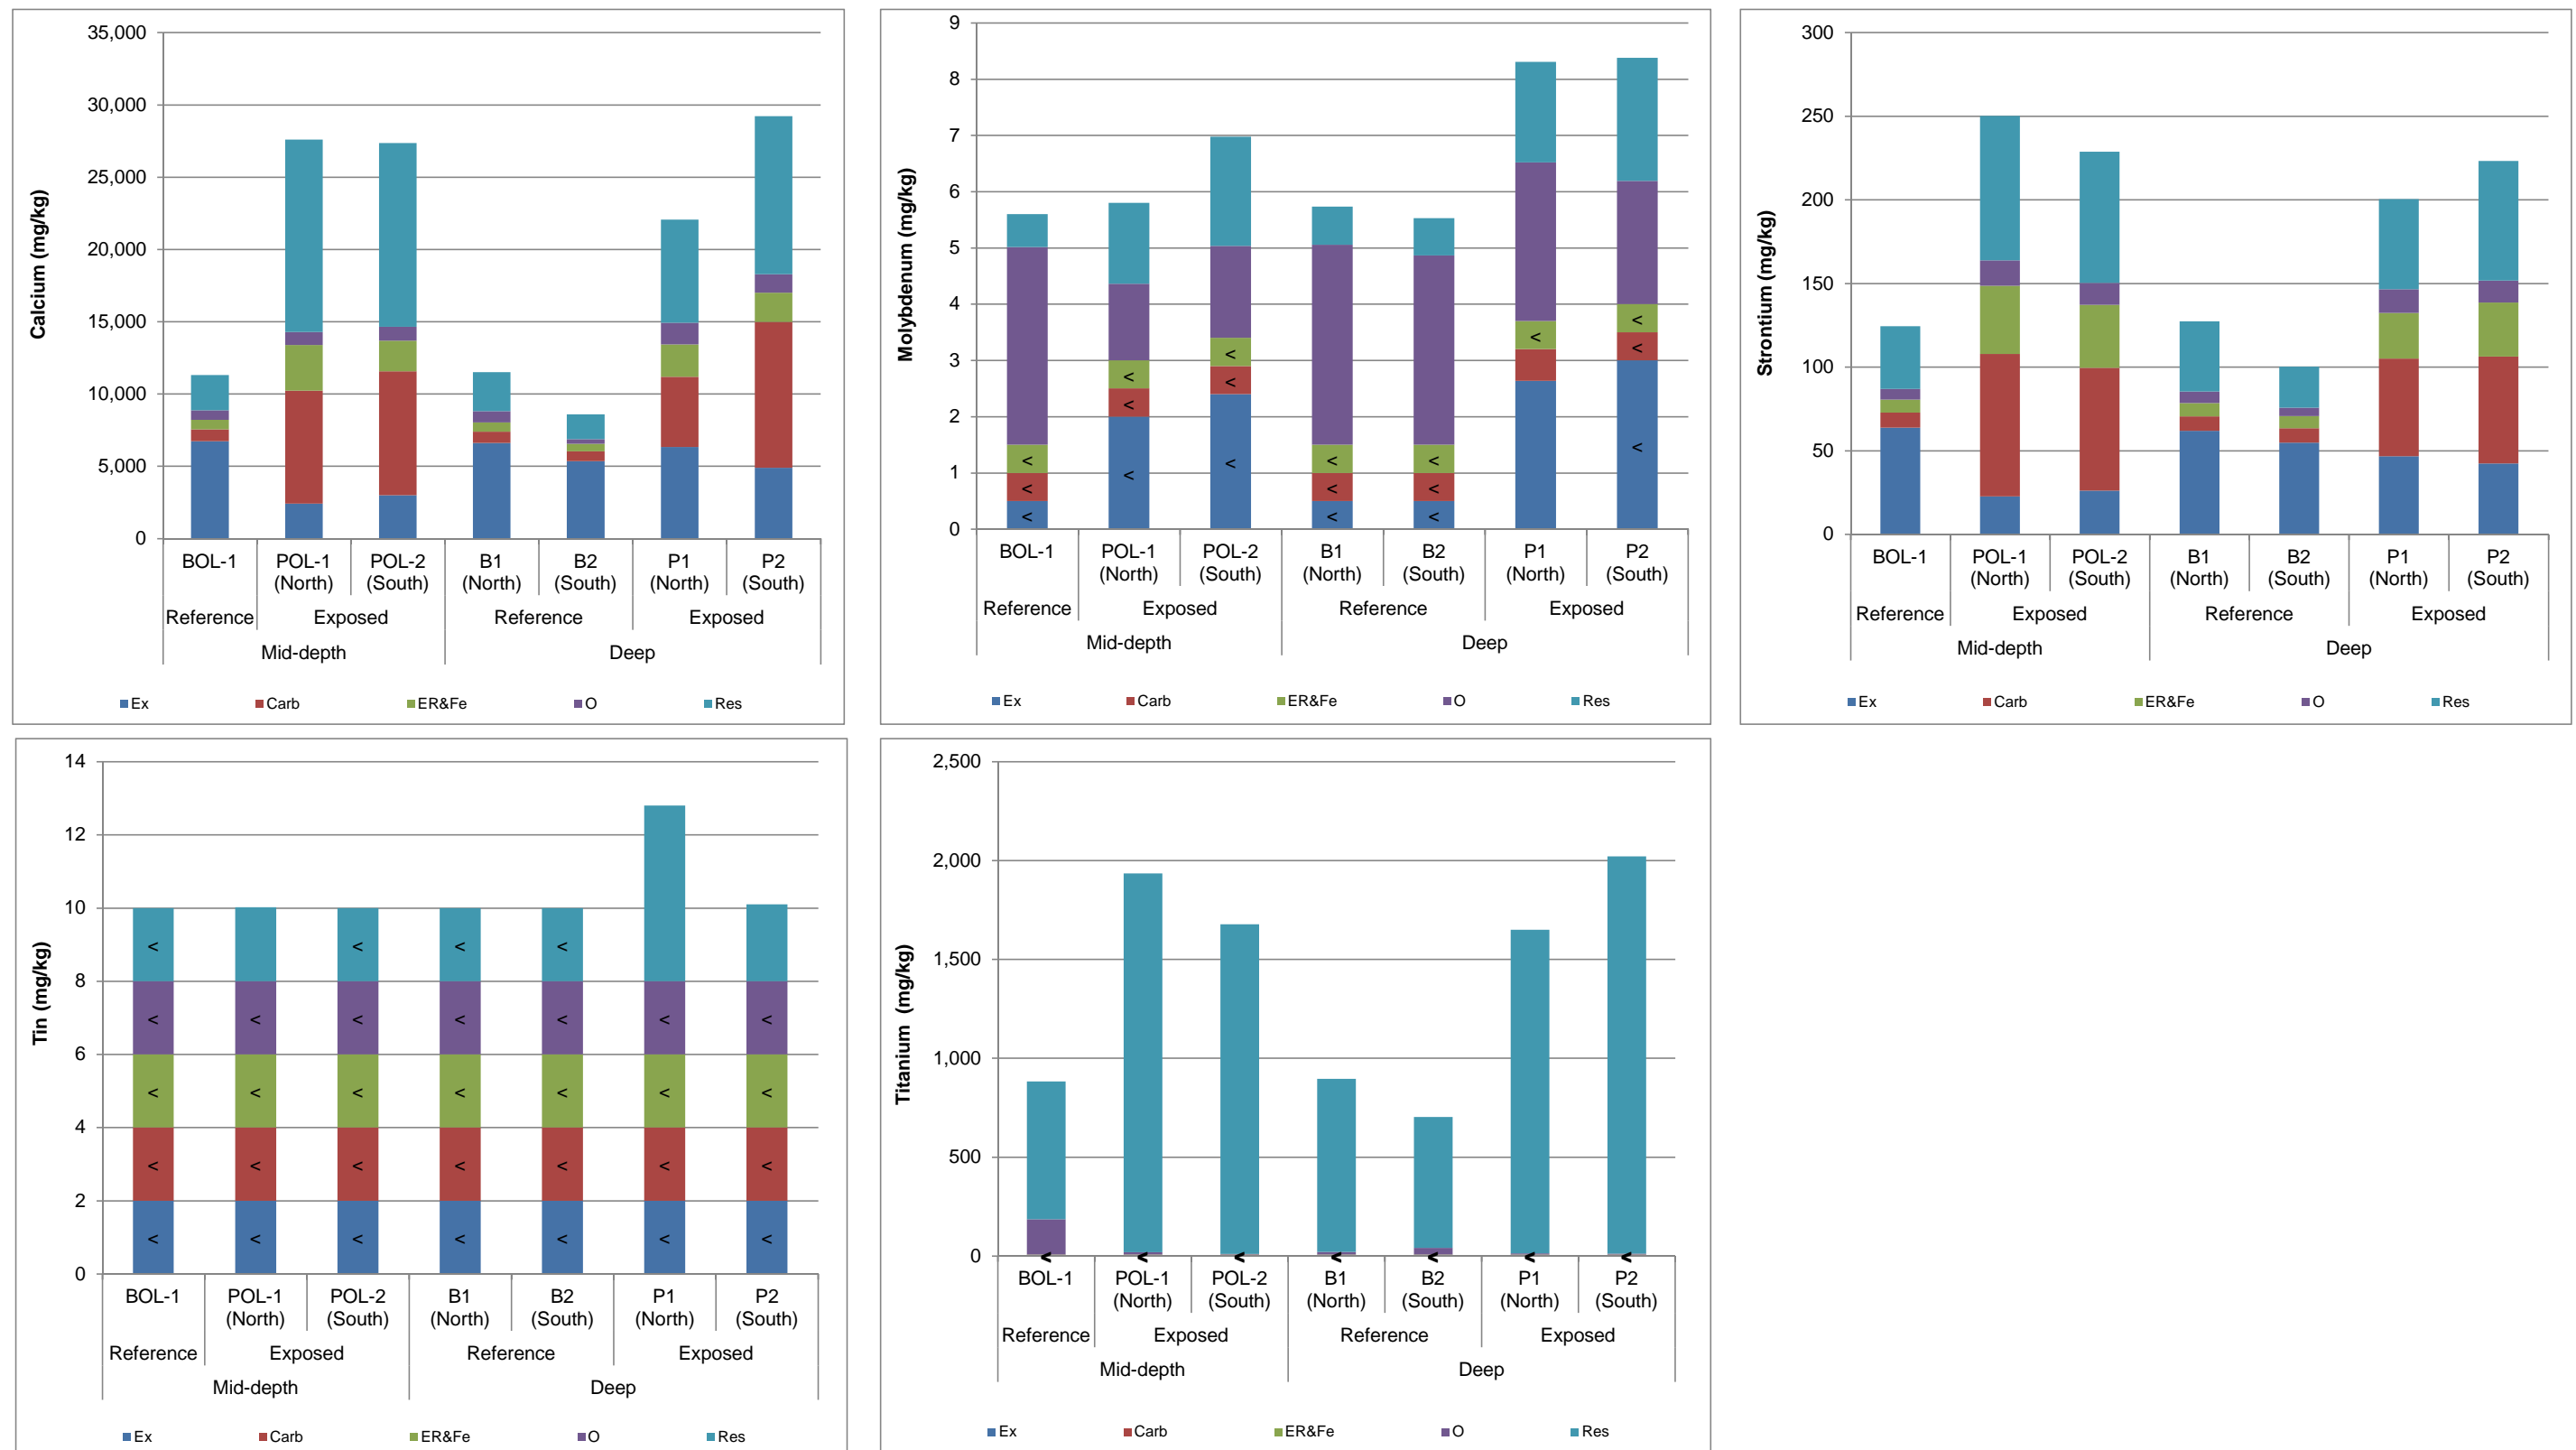 Calcium (mg/kg)
35,000
30,000
25,000
20,000
15,000
10,000
5,000
0
BOL-1 POL-1 (North) POL-2 (South) B1 (North) B2 (South) P1 (North) P2 (South)
Reference Exposed Reference Exposed
Mid-depth Deep
Ex Carb ER&Fe O Res
Molybdenum (mg/kg)
9
8
7
6
5
4
3
2
1
0
< < <
< < <
< < <
< < <
< < <
<
< < <
BOL-1 POL-1 (North) POL-2 (South) B1 (North) B2 (South) P1 (North) P2 (South)
Reference Exposed Reference Exposed
Mid-depth Deep
Ex Carb ER&Fe O Res
Strontium (mg/kg)
300
250
200
150
100
50
0
BOL-1 POL-1 (North) POL-2 (South) B1 (North) B2 (South) P1 (North) P2 (South)
Reference Exposed Reference Exposed
Mid-depth Deep
Ex Carb ER&Fe O Res
Tin (mg/kg)
14
12
10
8
6
4
2
0
< < < <
< < < < < < <
< < < < < < <
< < < < < < <
< < < < < < <
BOL-1 POL-1 (North) POL-2 (South) B1 (North) B2 (South) P1 (North) P2 (South)
Reference Exposed Reference Exposed
Mid-depth Deep
Ex Carb ER&Fe O Res
Titanium (mg/kg)
2,500
2,000
1,500
1,000
500
0
< < < < < < <
BOL-1 POL-1 (North) POL-2 (South) B1 (North) B2 (South) P1 (North) P2 (South)
Reference Exposed Reference Exposed
Mid-depth Deep
Ex Carb ER&Fe O Res